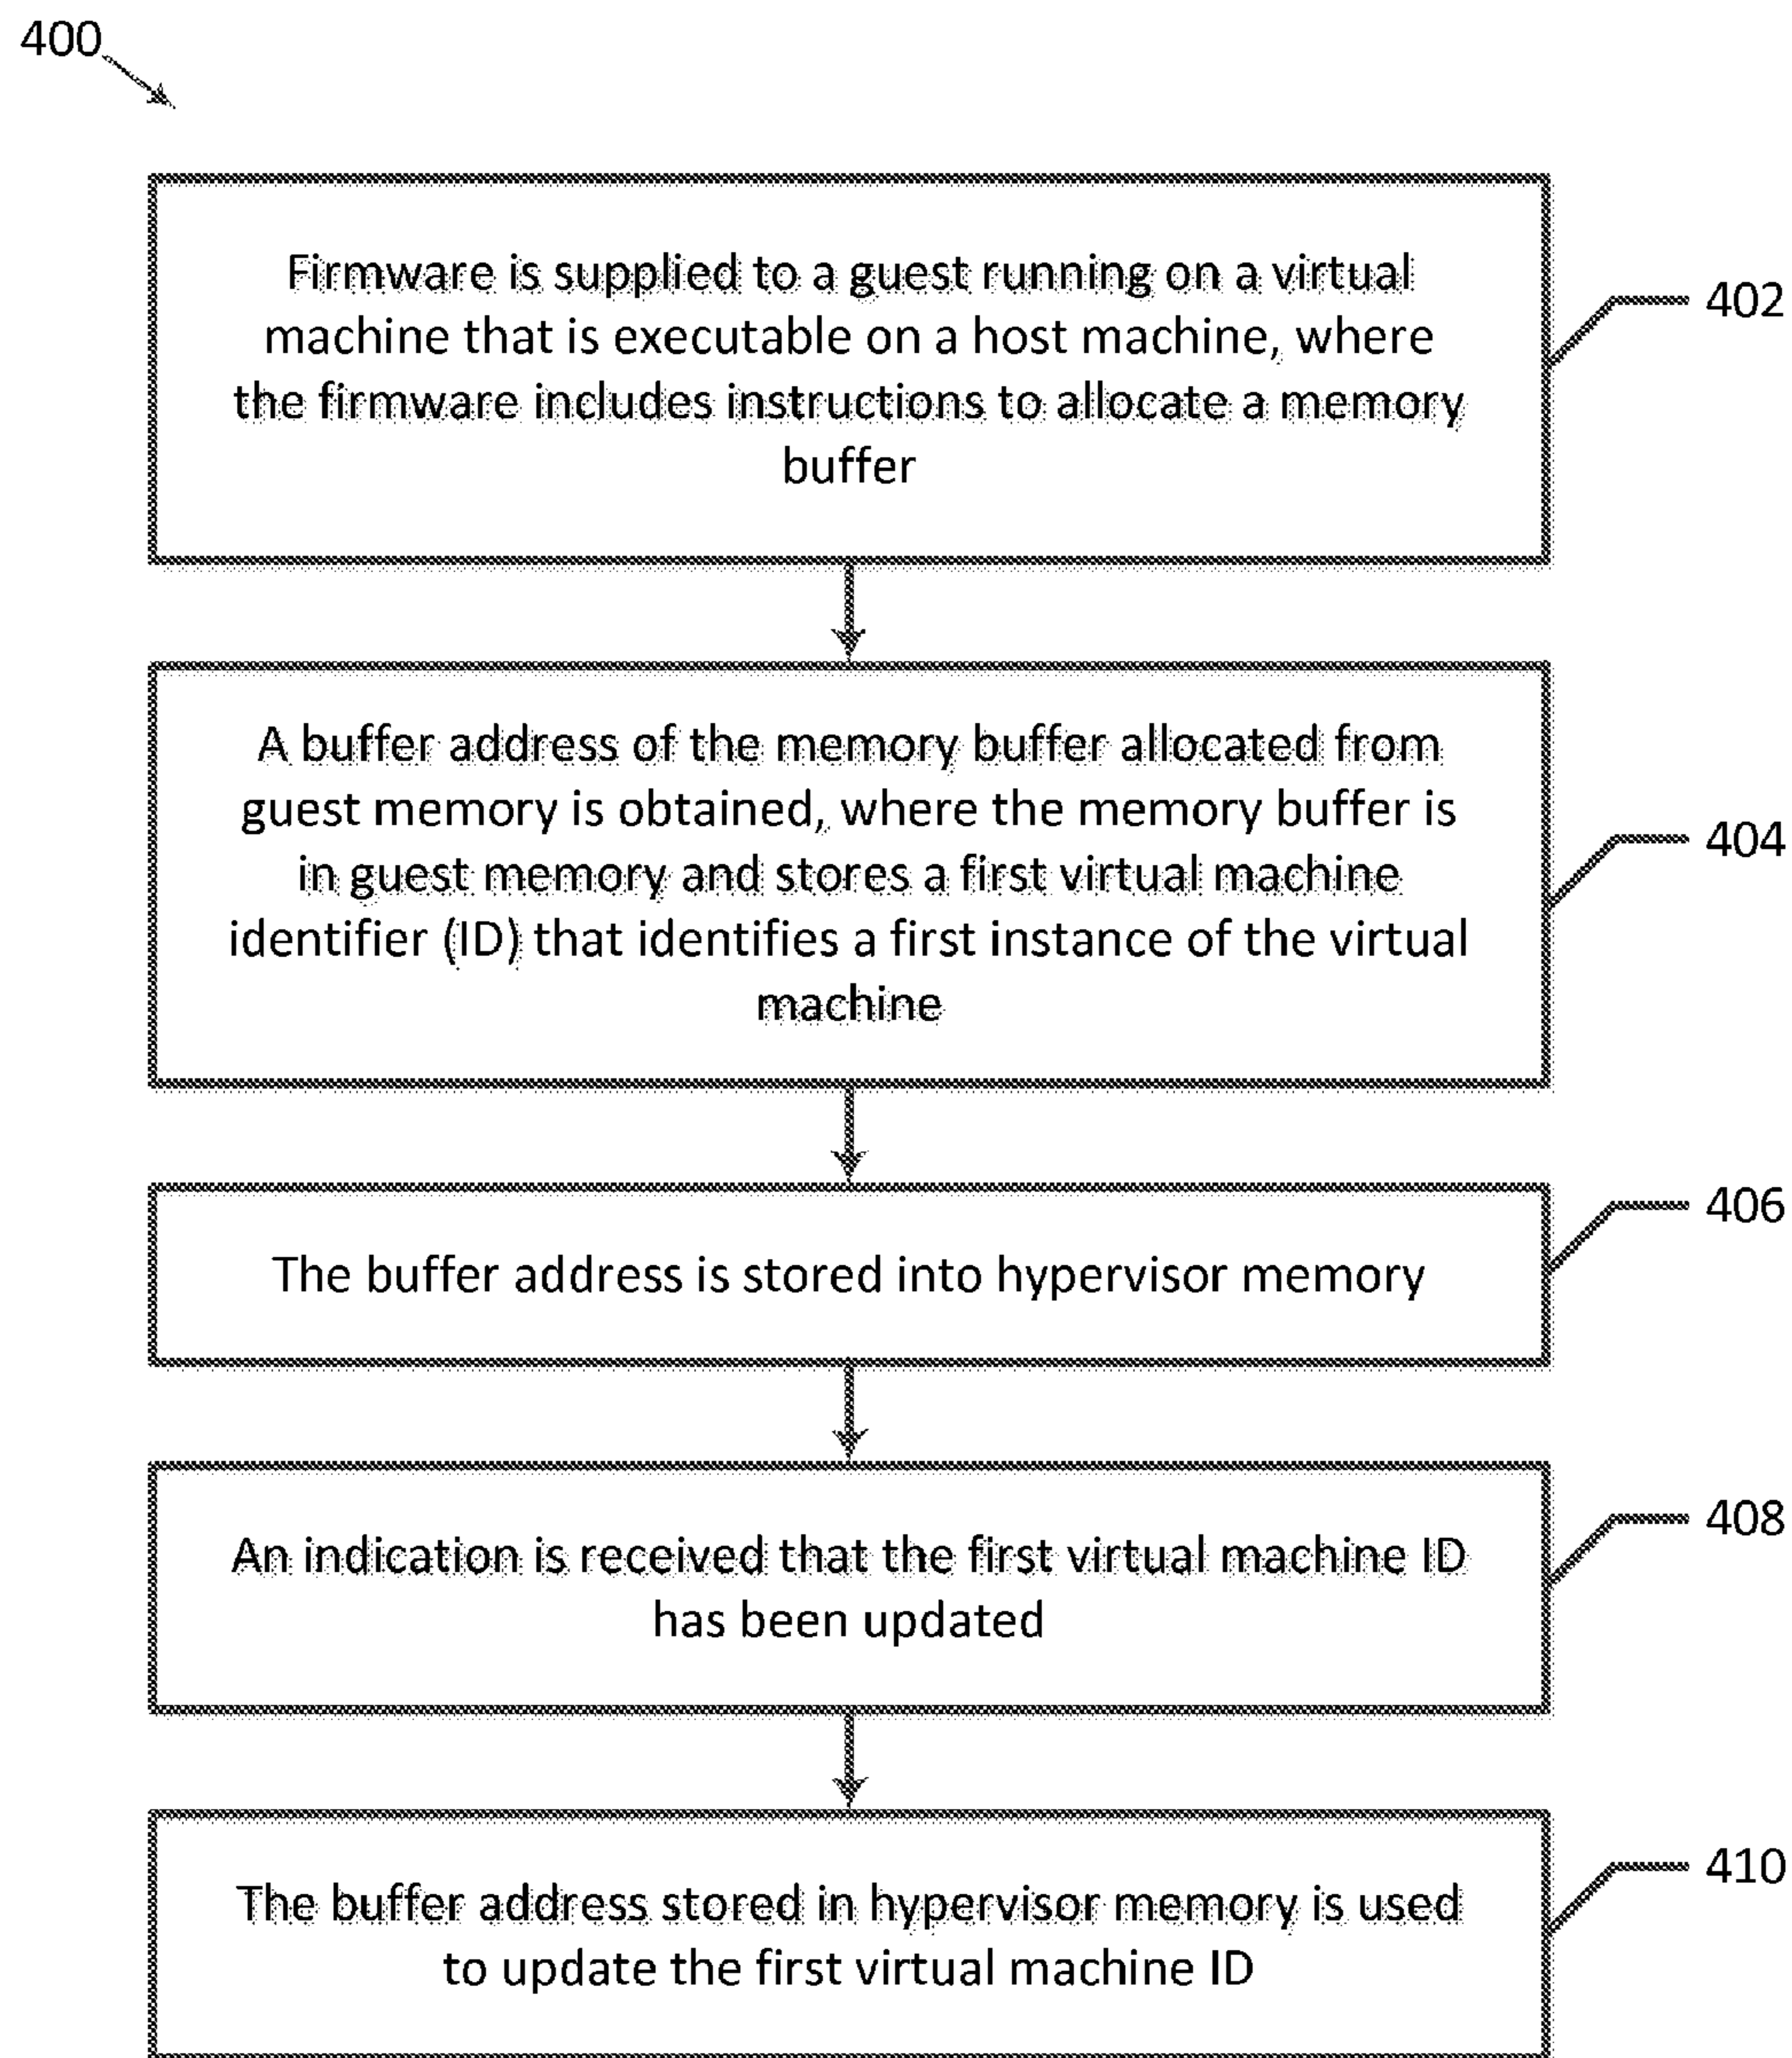 400
Firmware is supplied to a guest running on a virtual
machine that is executable on a host machine, where
the firmware includes instructions to allocate a memory
buffer
402
A buffer address of the memory buffer allocated from
guest memory is obtained, where the memory buffer is
in guest memory and stores a first virtual machine
identifier (ID) that identifies a first instance of the virtual
machine
404
The buffer address is stored into hypervisor memory
406
An indication is received that the first virtual machine ID
has been updated
408
The buffer address stored in hypervisor memory is used
to update the first virtual machine ID
410